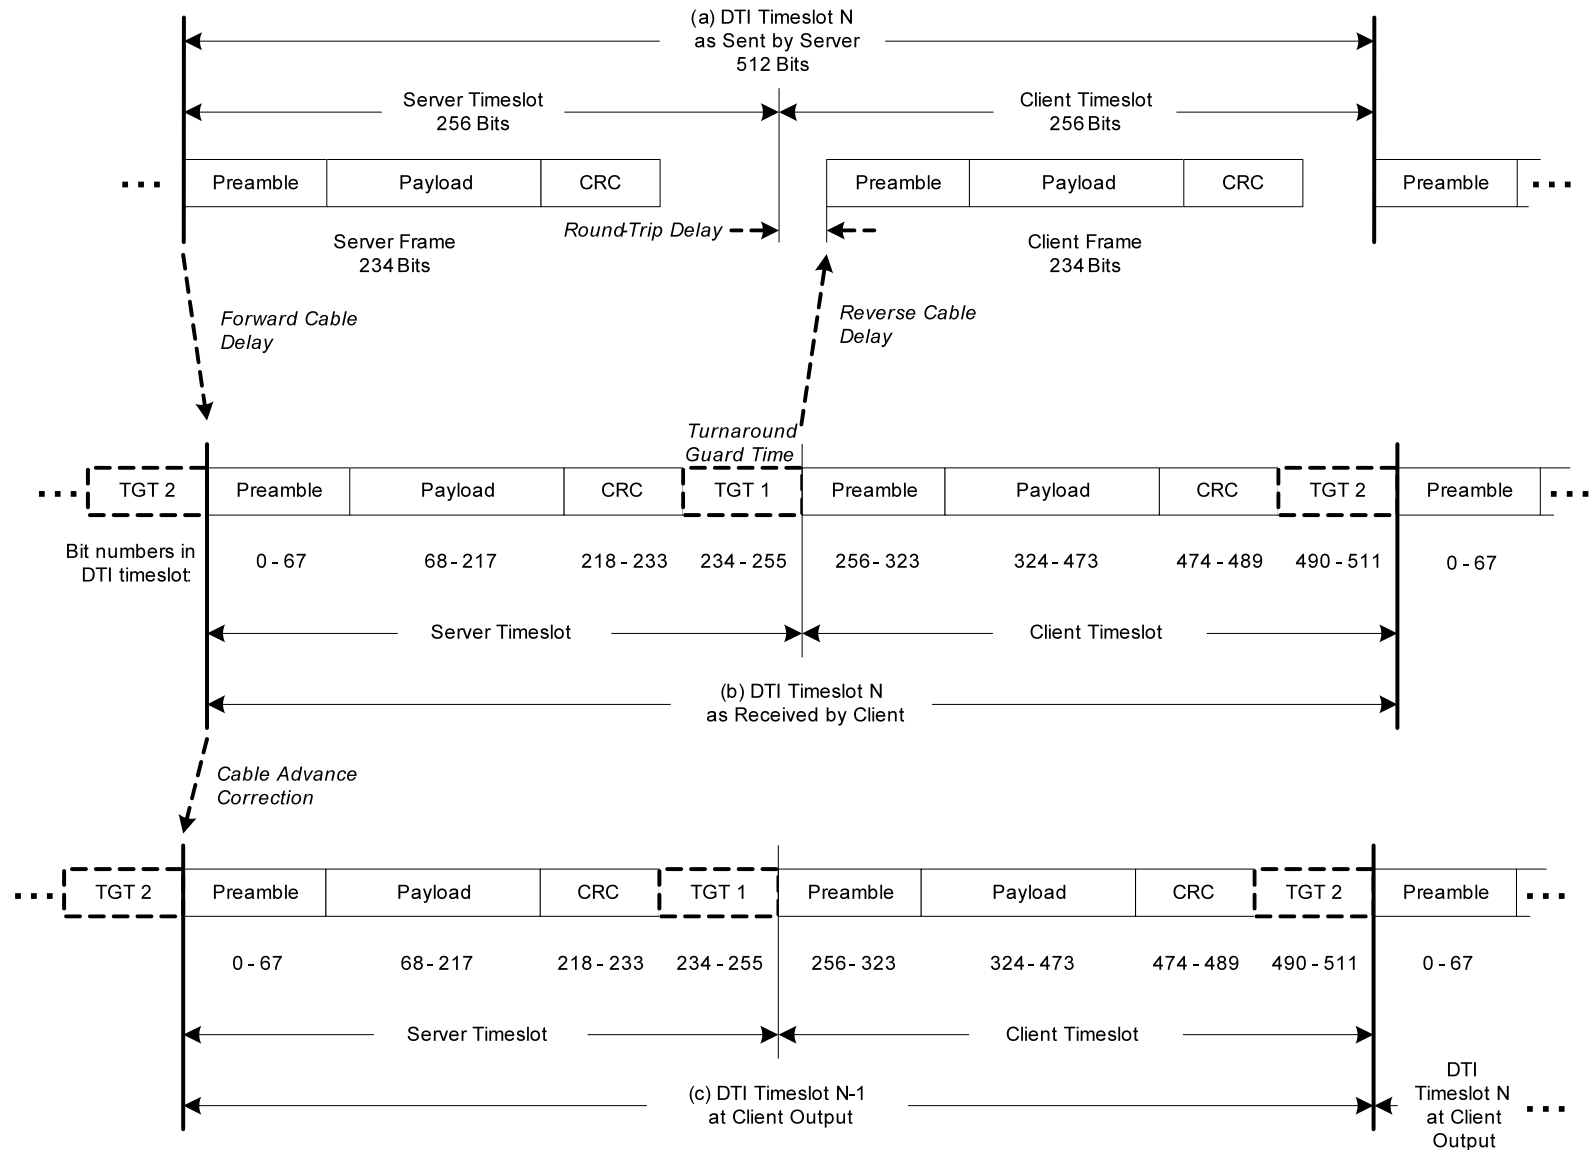 (a) DTI Timeslot N
as Sent by Server
512 Bits
Server Timeslot
256 Bits
Client Timeslot
256 Bits
Preamble Payload CRC Preamble Payload CRC Preamble
Round-Trip Delay
Server Frame
234 Bits
Client Frame
234 Bits
Forward Cable
Delay
Reverse Cable
Delay
Turnaround
Guard Time
TGT 2 Preamble Payload CRC TGT 1 Preamble Payload CRC TGT 2 Preamble
Bit numbers in
DTI timeslot:
0 - 67 68 - 217 218 - 233 234 - 255 256 - 323 324 - 473 474 - 489 490 - 511 0 - 67
Server Timeslot Client Timeslot
(b) DTI Timeslot N
as Received by Client
Cable Advance
Correction
TGT 2 Preamble Payload CRC TGT 1 Preamble Payload CRC TGT 2 Preamble
0 - 67 68 - 217 218 - 233 234 - 255 256 - 323 324 - 473 474 - 489 490 - 511 0 - 67
Server Timeslot Client Timeslot
(c) DTI Timeslot N-1
at Client Output
DTI
Timeslot N
at Client
Output